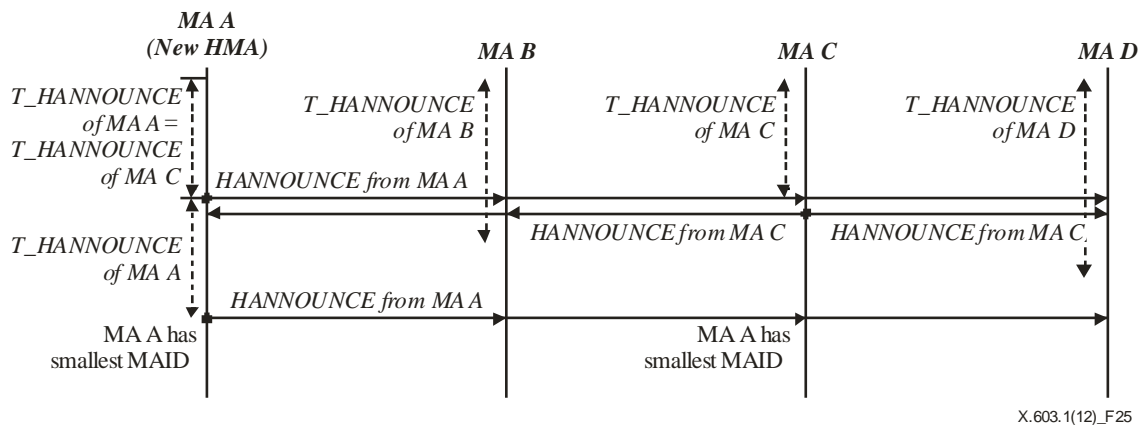 MA A
(New HMA)
MA B
MA C
MA D
T_HANNOUNCE
of MA A =
T_HANNOUNCE
of MA C
T_HANNOUNCE
of MA B
T_HANNOUNCE
of MA C
T_HANNOUNCE
of MA D
HANNOUNCE from MA A
HANNOUNCE from MA C
HANNOUNCE from MA C
T_HANNOUNCE
of MA A
HANNOUNCE from MA A
MA A has
smallest MAID
MA A has
smallest MAID
X.603.1(12)_F25